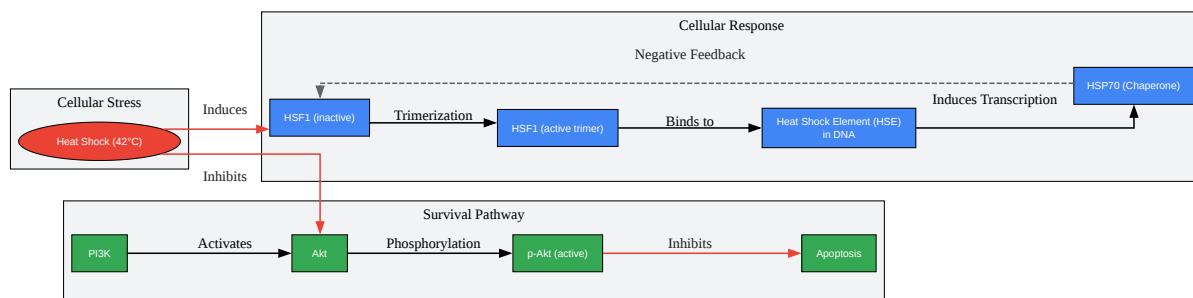 Cellular Response
Negative Feedback
HSP70 (Chaperone)
Cellular Stress
Induces
Induces Transcription
HSF1 (inactive)
Trimerization
HSF1 (active trimer)
Binds to
Heat Shock Element (HSE)
in DNA
Heat Shock (42°C)
Inhibits
Survival Pathway
PI3K
Activates
Akt
Phosphorylation
p-Akt (active)
Inhibits
Apoptosis